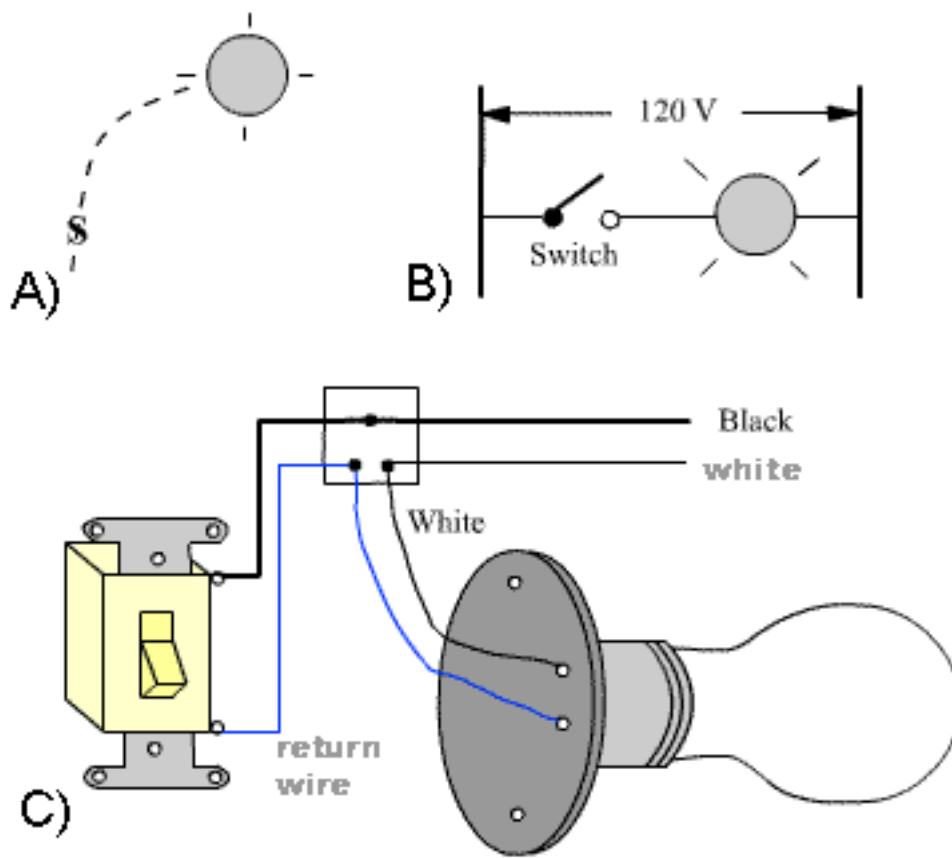 120 V
S
Switch
A)
B)
Black
white
White
return
wire
C)